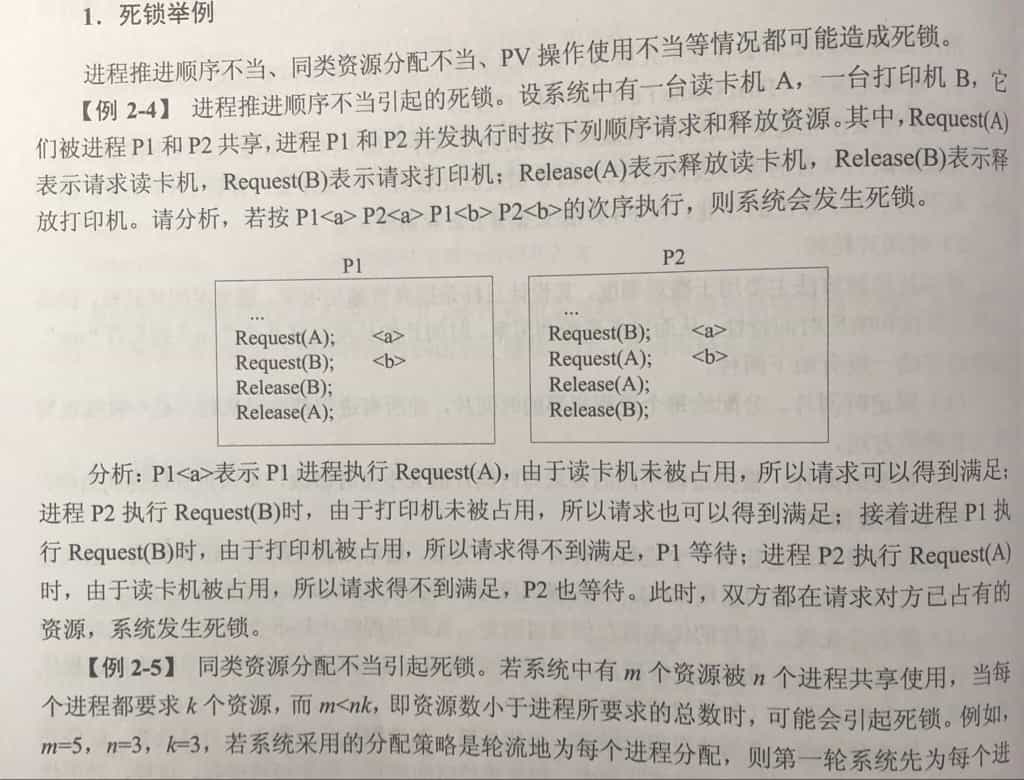 1．死锁举例
进程推进顺序不当、同类资源分配不当、PV 操作使用不当等情况都可能造成死锁。
【例 2-4】 进程推进顺序不当引起的死锁。设系统中有一台读卡机 A，一台打印机 B，它
们被进程 P1 和 P2 共享，进程 P1 和 P2 并发执行时按下列顺序请求和释放资源。其中，Request(A)
表示请求读卡机，Request(B)表示请求打印机；Release(A)表示释放读卡机，Release(B)表示释
放打印机。请分析，若按 P1<a> P2<a> P1<b> P2<b>的次序执行，则系统会发生死锁。
P1
...
Request(A); <a>
Request(B); <b>
Release(B);
Release(A);
P2
...
Request(B); <a>
Request(A); <b>
Release(A);
Release(B);
分析：P1<a>表示 P1 进程执行 Request(A)，由于读卡机未被占用，所以请求可以得到满足；
进程 P2 执行 Request(B)时，由于打印机未被占用，所以请求也可以得到满足；接着进程 P1 执
行 Request(B)时，由于打印机被占用，所以请求得不到满足，P1 等待；进程 P2 执行 Request(A)
时，由于读卡机被占用，所以请求得不到满足，P2 也等待。此时，双方都在请求对方已占有的
资源，系统发生死锁。
【例 2-5】 同类资源分配不当引起死锁。若系统中有 m 个资源被 n 个进程共享使用，当每
个进程都要求 k 个资源，而 m<nk，即资源数小于进程所要求的总数时，可能会引起死锁。例如，
m=5，n=3，k=3，若系统采用的分配策略是轮流地为每个进程分配，则第一轮系统先为每个进